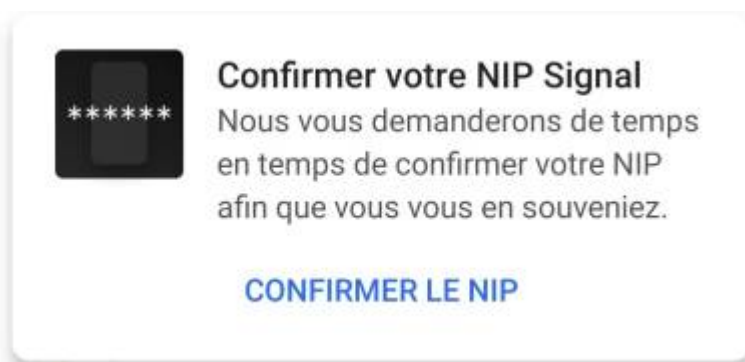 Confirmer votre NIP Signal
Nous vous demanderons de temps
en temps de confirmer votre NIP
afin que vous vous en souveniez.
******
CONFIRMER LE NIP